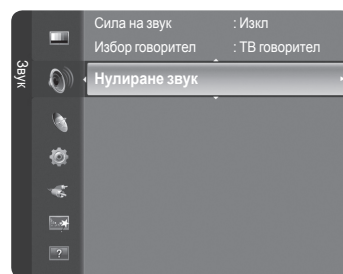 Звук
Сила на звук : Изкл
Избор говорител : ТВ говорител
Нулиране звук
?